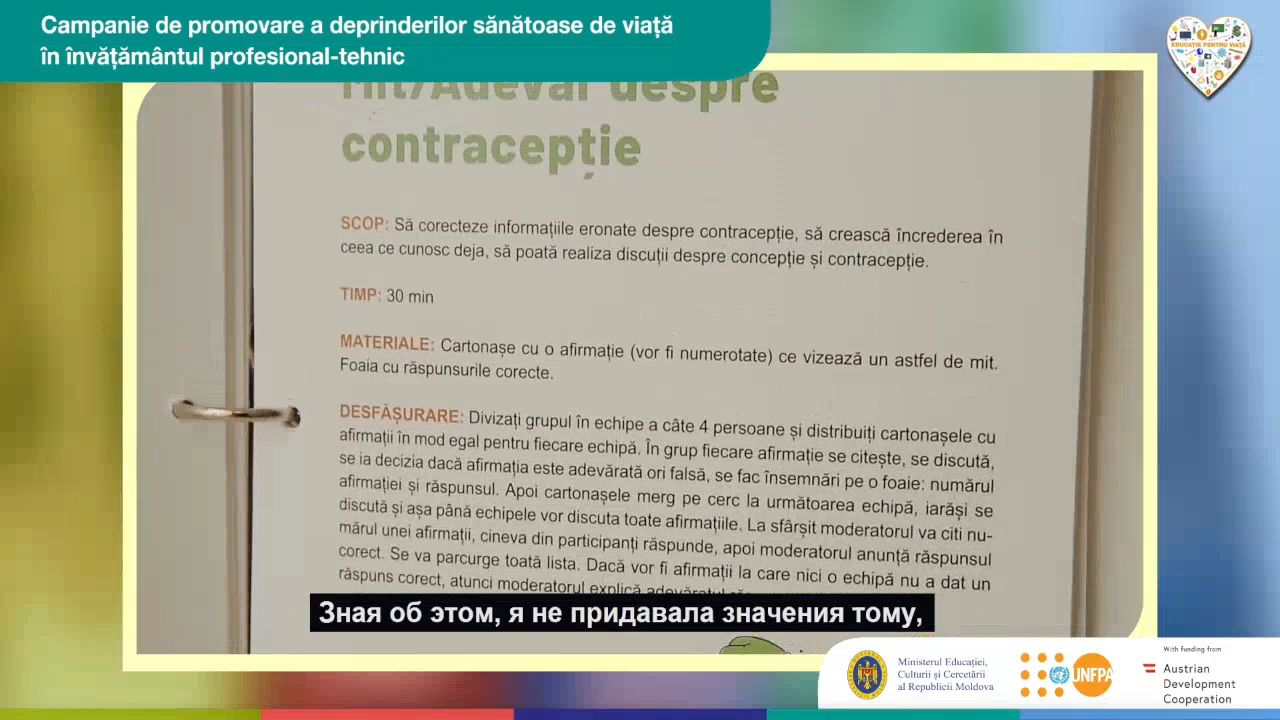 Campanie de promovare a deprinderilor sănătoase de viață
în învățământul profesional-tehnic
EDUCAȚIE PENTRU VIAȚĂ
Mit/Adevăr despre
contracepție
SCOP: Să corecteze informațiile eronate despre contracepție, să crească încrederea în
ceea ce cunosc deja, să poată realiza discuții despre concepție și contracepție.
TIMP: 30 min
MATERIALE: Cartonașe cu o afirmație (vor fi numerotate) ce vizează un astfel de mit.
Foaia cu răspunsurile corecte.
DESFĂȘURARE: Divizați grupul în echipe a câte 4 persoane și distribuiți cartonașele cu
afirmații în mod egal pentru fiecare echipă. În grup fiecare afirmație se citește, se discută,
se ia decizia dacă afirmația este adevărată ori falsă, se fac însemnări pe o foaie: numărul
afirmației și răspunsul. Apoi cartonașele merg pe cerc la următoarea echipă, iarăși se
discută și așa până echipele vor discuta toate afirmațiile. La sfârșit moderatorul va citi nu-
mărul unei afirmații, cineva din participanți răspunde, apoi moderatorul anunță răspunsul
corect. Se va parcurge toată lista. Dacă vor fi afirmații la care nici o echipă nu a dat un
răspuns corect, atunci moderatorul explică
Зная об этом, я не придавала значения тому,
Ministerul Educației,
Culturii și Cercetării
al Republicii Moldova
UNFPA
With funding from
Austrian
Development
Cooperation